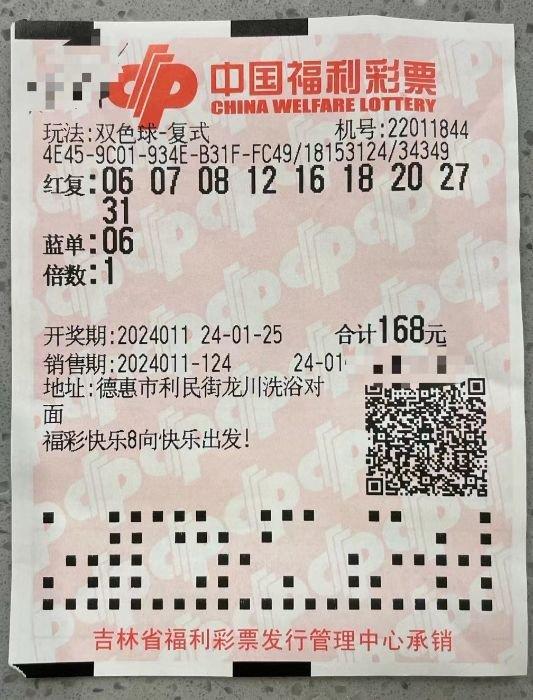 中国福利彩票
CHINA WELFARE LOTTERY
玩法:双色球-复式 机号:22011844
4E45-9C01-934E-B31F-FC49/18153124/34349
红复:06 07 08 12 16 18 20 27
31
蓝单:06
倍数:1
开奖期:2024011 24-01-25 合计168元
销售期:2024011-124 24-01
地址:德惠市利民街龙川洗浴对
面
福彩快乐8向快乐出发!
吉林省福利彩票发行管理中心承销